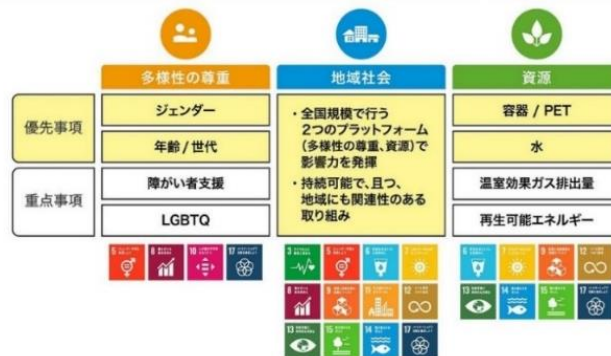 多様性の尊重
地域社会
資源
優先事項
ジェンダー
年齢 / 世代
・全国規模で行う
2つのプラットフォーム
(多様性の尊重、資源)で
影響力を発揮
・持続可能で、且つ、
地域にも関連性のある
取り組み
容器 / PET
水
重点事項
障がい者支援
LGBTQ
温室効果ガス排出量
再生可能エネルギー
5
8
10
17
3
5
6
7
8
9
11
12
13
15
14
17
6
7
9
12
13
14
15
17